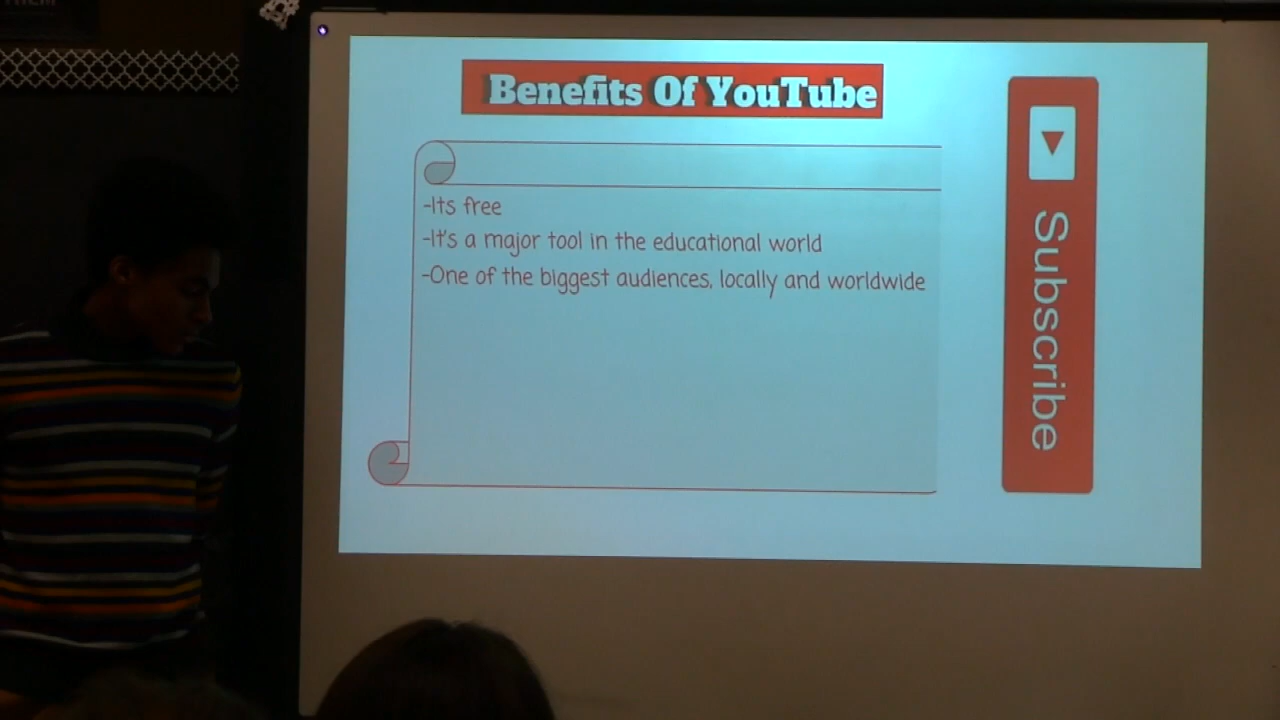 Benefits Of YouTube
-Its free
-It's a major tool in the educational world
-One of the biggest audiences, locally and worldwide
Subscribe